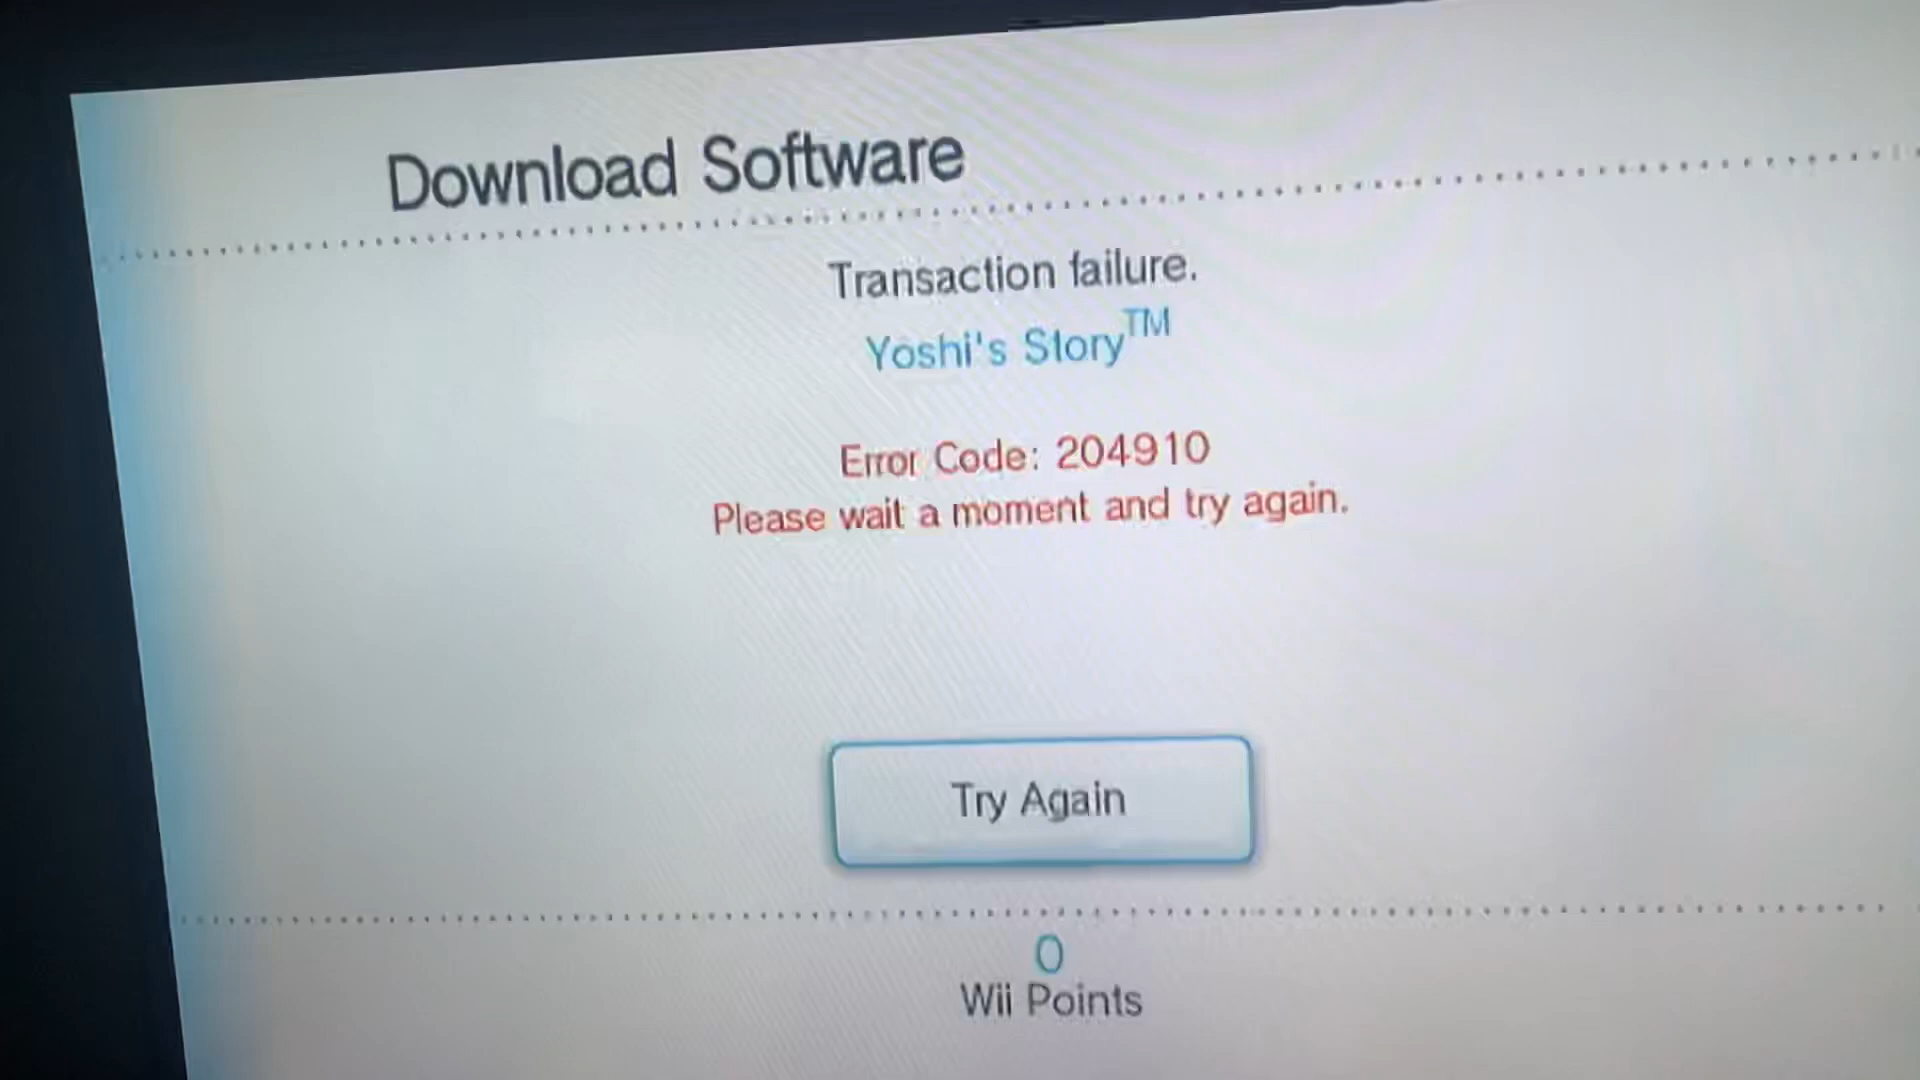 Download Software
Transaction failure.
Yoshi's Story™
Error Code: 204910
Please wait a moment and try again.
Try Again
0
Wii Points